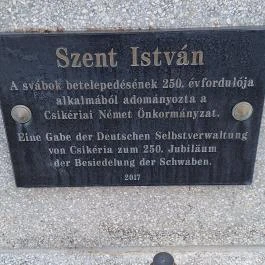 Szent István
A svábok betelepedésének 250. évfordulója
alkalmából adományozta a
Csikériai Német Önkormányzat.
Eine Gabe der Deutschen Selbstverwaltung
von Csikéria zum 250. Jubiläum
der Besiedelung der Schwaben.
2017